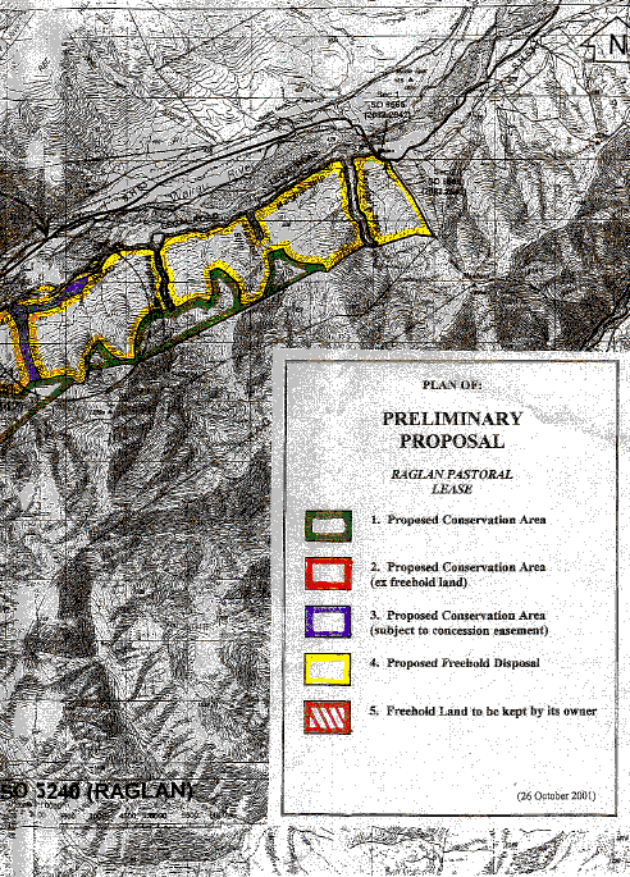 N
Wairau River
PLAN OF:
PRELIMINARY
PROPOSAL
RAGLAN PASTORAL
LEASE
1. Proposed Conservation Area
2. Proposed Conservation Area
(ex freehold land)
3. Proposed Conservation Area
(subject to concession easement)
4. Proposed Freehold Disposal
5. Freehold Land to be kept by its owner
SO 5240 (RAGLAN)
(26 October 2001)